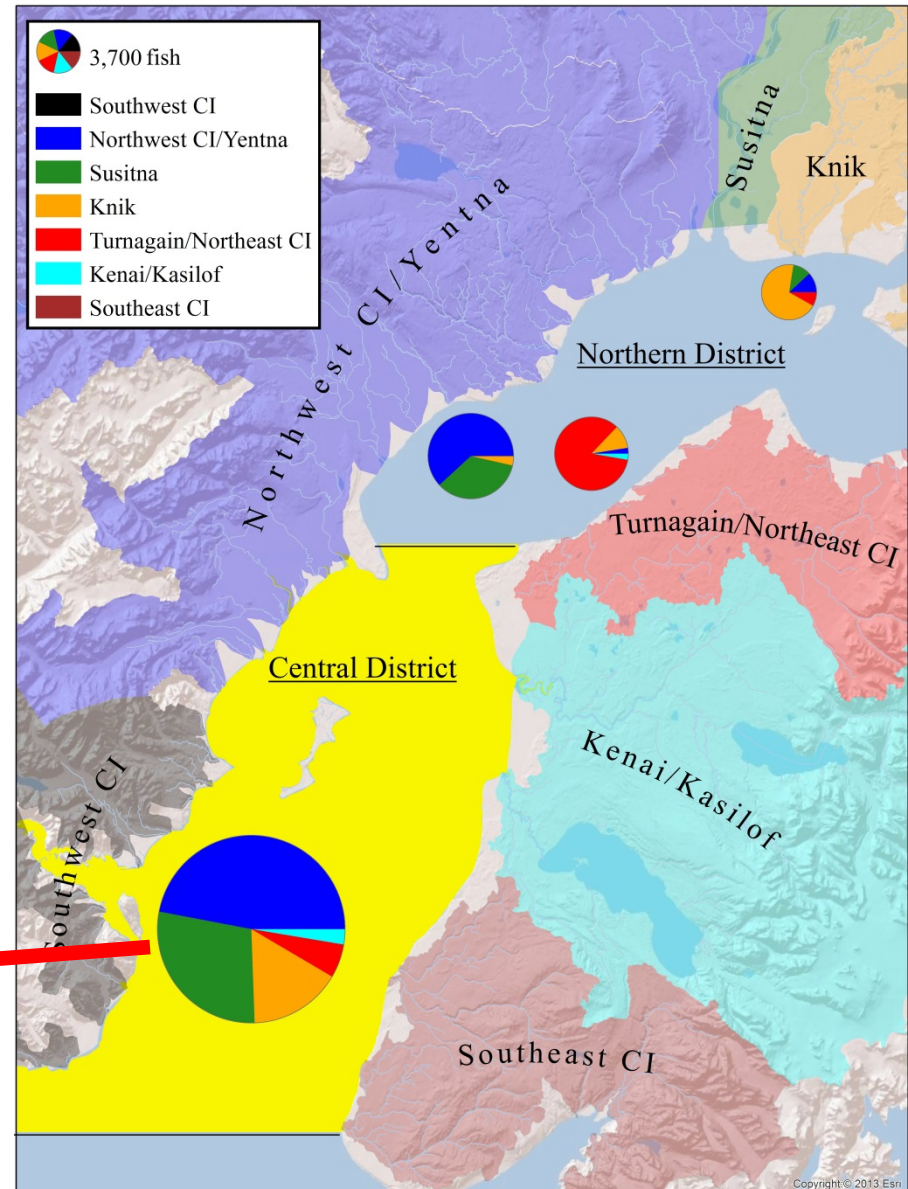 3,700 fish
Southwest CI
Northwest CI/Yentna
Susitna
Knik
Turnagain/Northeast CI
Kenai/Kasilof
Southeast CI
Susitna
Knik
Northwest CI/Yentna
Northern District
Turnagain/Northeast CI
Central District
Kenai/Kasilof
Southwest CI
Southeast CI
Copyright © 2013 Esri